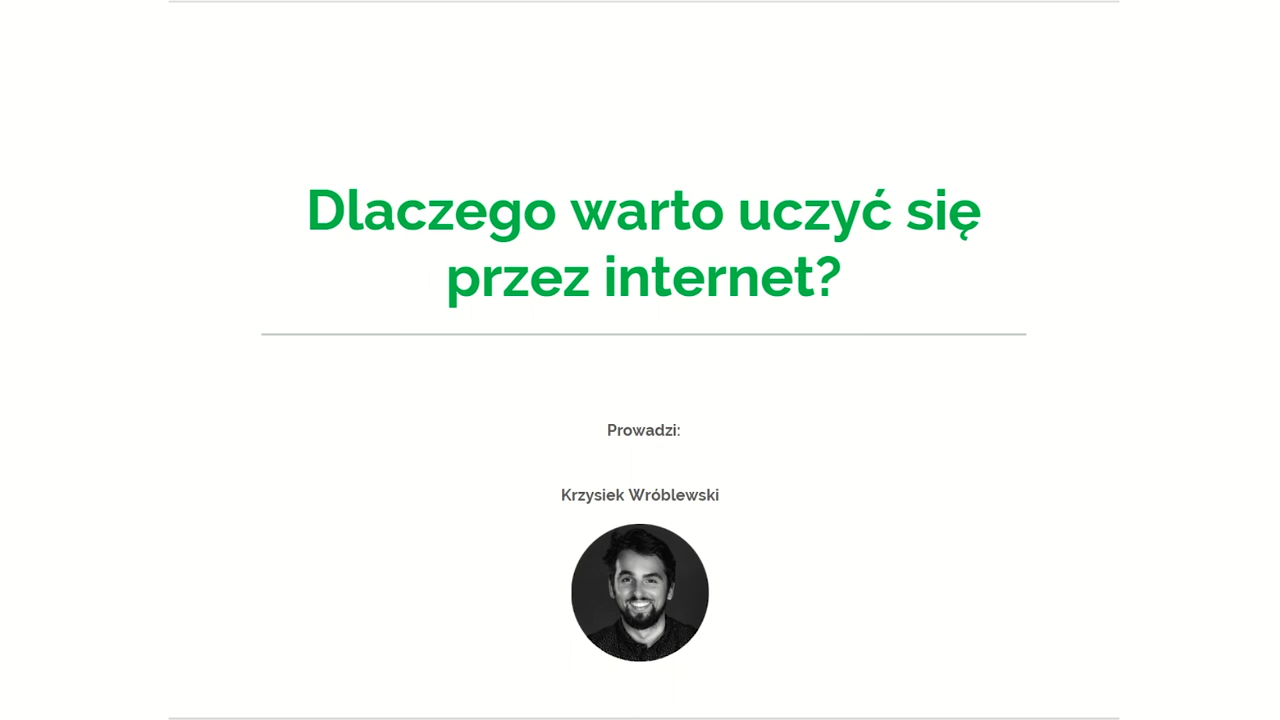 Dlaczego warto uczyć się
przez internet?
Prowadzi:
Krzysiek Wróblewski